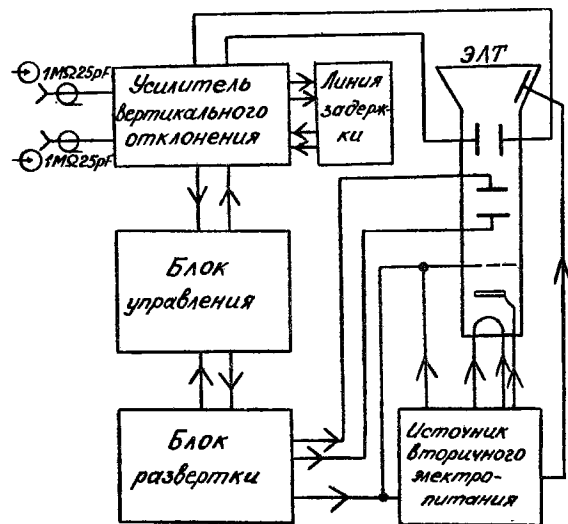 ЭЛТ
1MΩ25pF
Усилитель
вертикального
отклонения
Линия
задерж-
ки
1MΩ25pF
Блок
управления
Блок
развертки
Источник
вторичного
электро-
питания